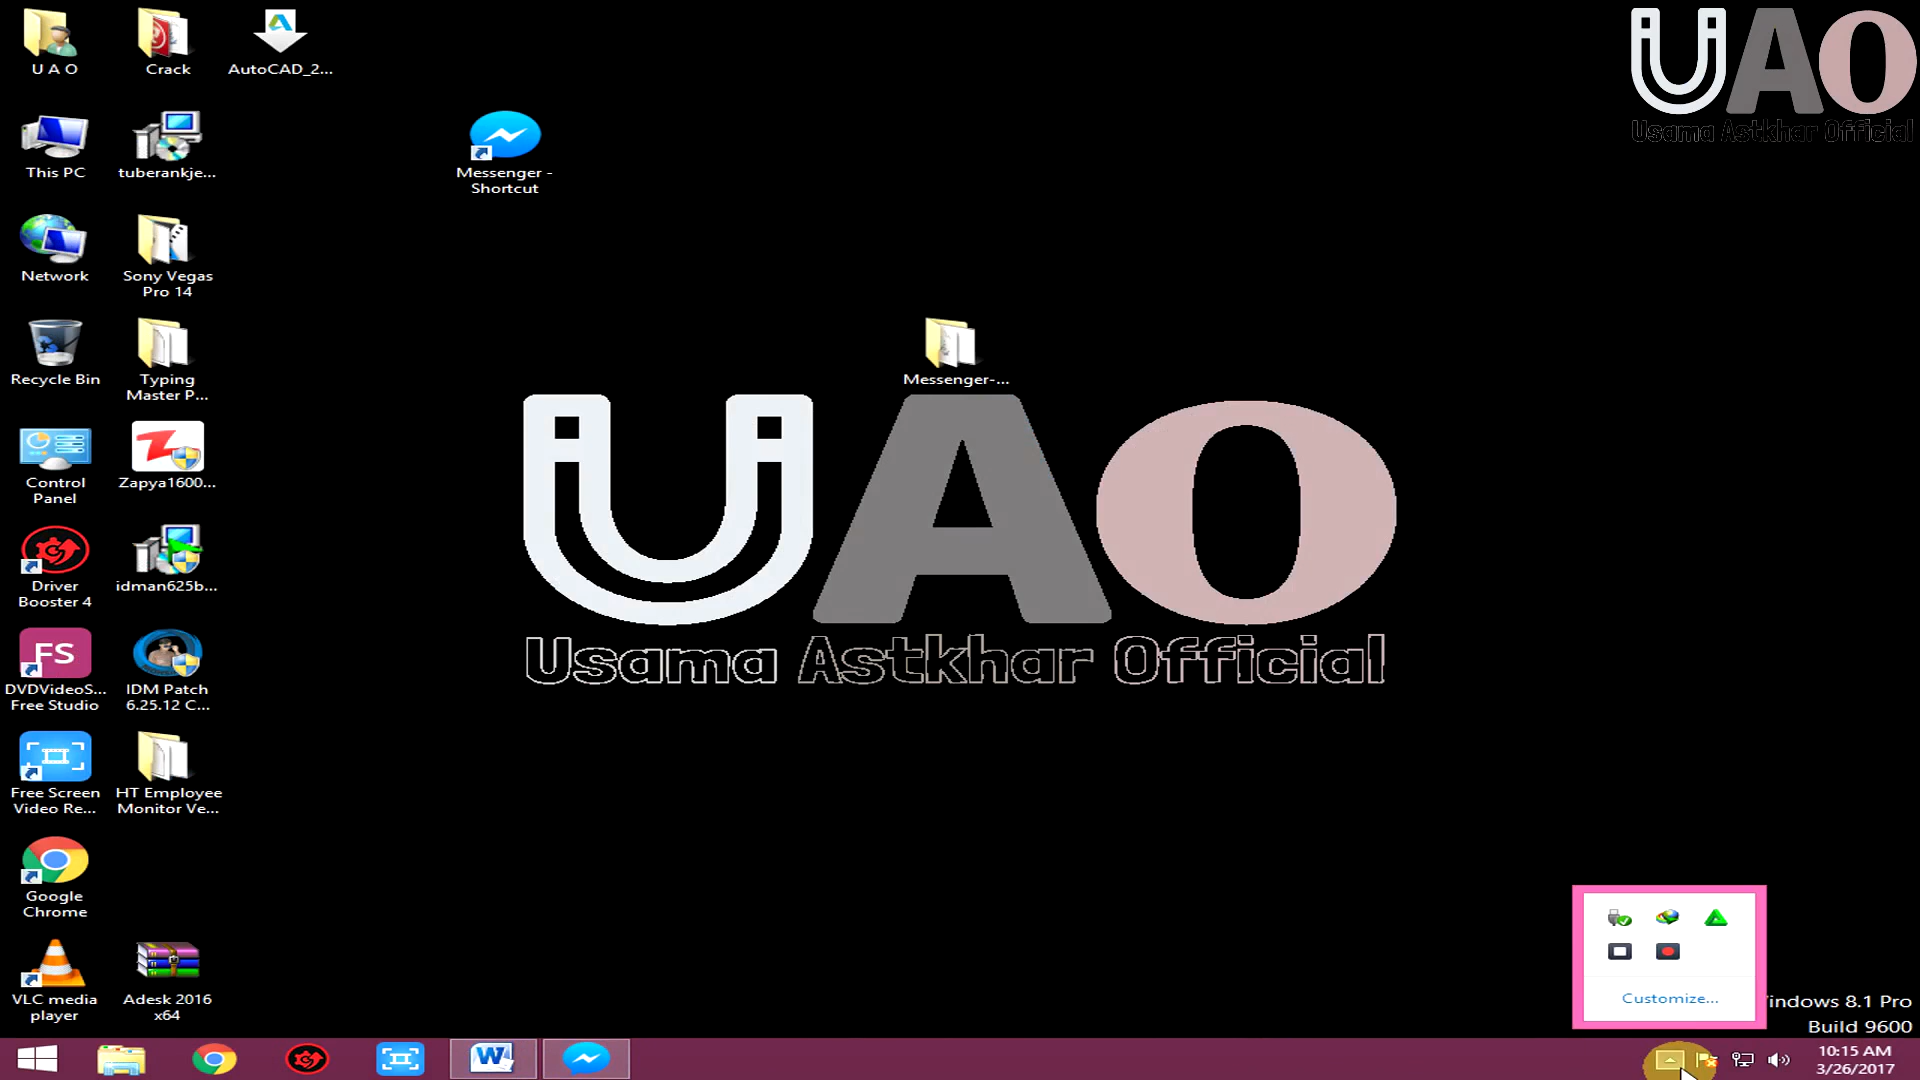 U A O
Crack
AutoCAD_2...
UAO
Usama Astkhar Official
This PC
tuberankje...
Messenger -
Shortcut
Network
Sony Vegas
Pro 14
Recycle Bin
Typing
Master P...
Messenger-...
UAO
Usama Astkhar Official
Control
Panel
Zapya1600...
Driver
Booster 4
idman625b...
FS
DVDVideoS...
Free Studio
IDM Patch
6.25.12 C...
Free Screen
Video Re...
HT Employee
Monitor Ve...
Google
Chrome
VLC media
player
Adesk 2016
x64
Customize...
indows 8.1 Pro
Build 9600
W
10:15 AM
3/26/2017